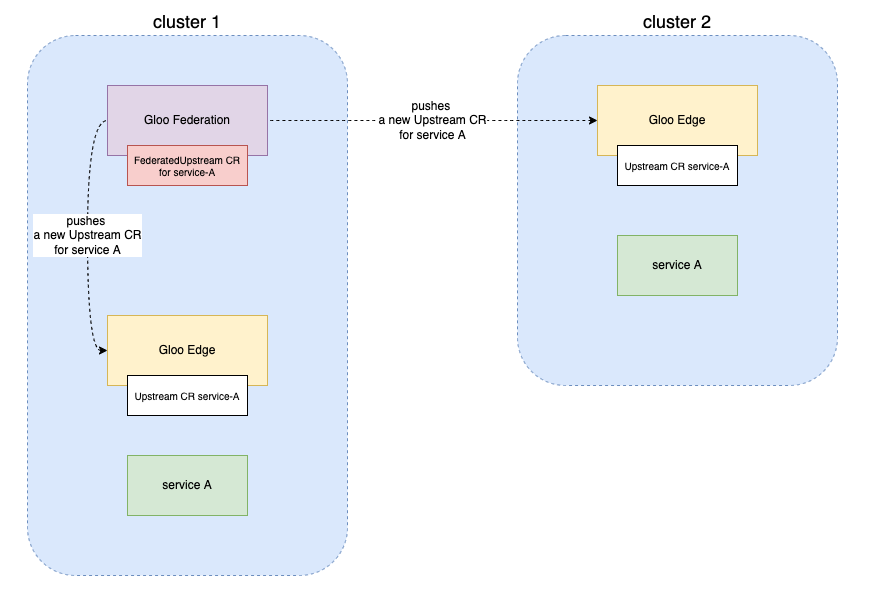 cluster 1
Gloo Federation
FederatedUpstream CR
for service-A
pushes
a new Upstream CR
for service A
Gloo Edge
Upstream CR service-A
service A
pushes
a new Upstream CR
for service A
cluster 2
Gloo Edge
Upstream CR service-A
service A